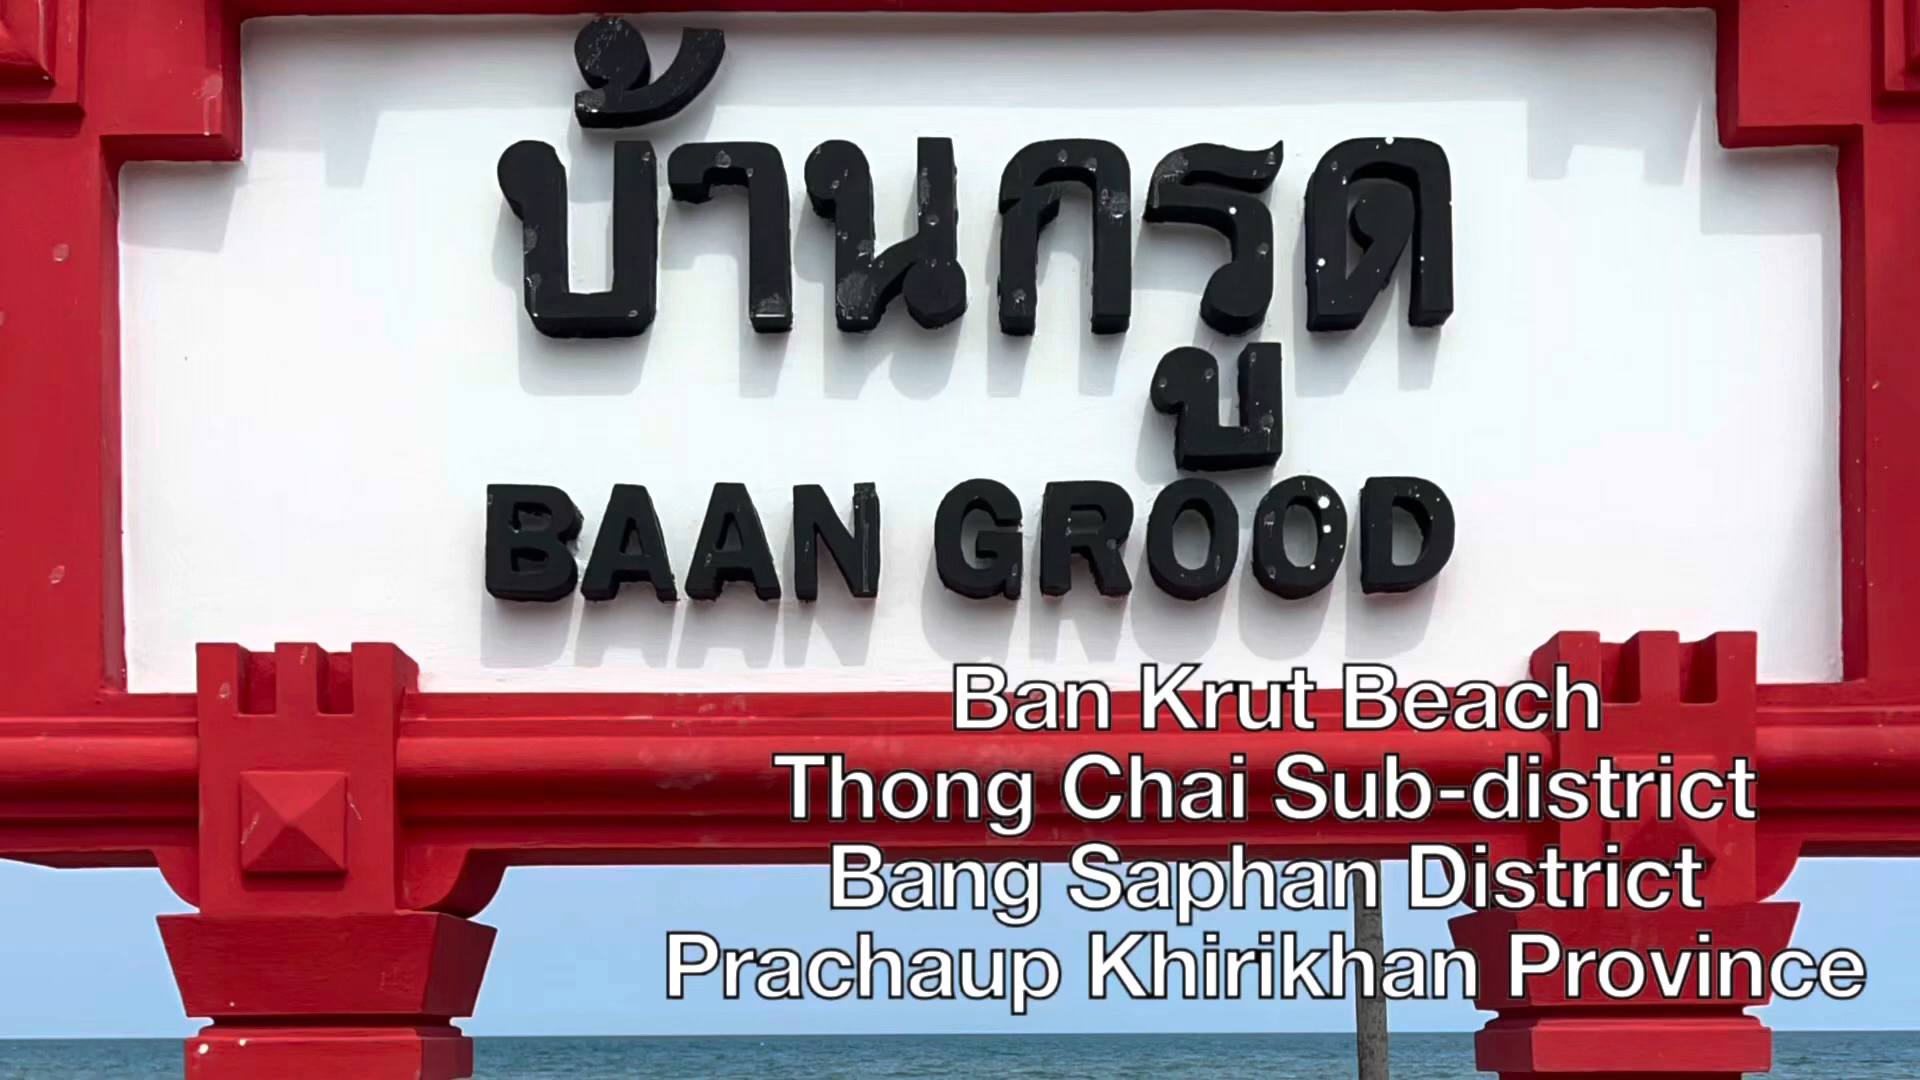 บ้านกรูด
BAAN GROOD
Ban Krut Beach
Thong Chai Sub-district
Bang Saphan District
Prachaup Khirikhan Province